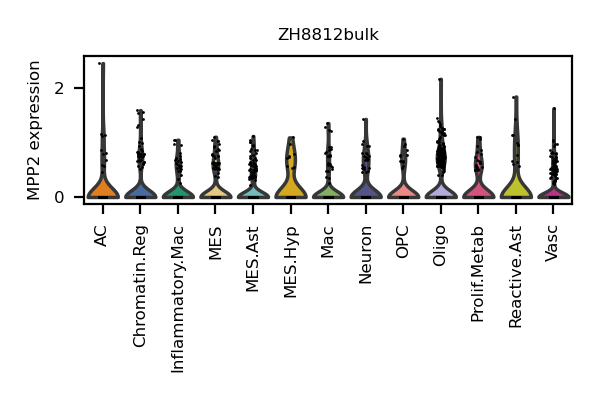 ZH8812bulk
MPP2 expression
2
0
AC
Chromatin.Reg
Inflammatory.Mac
MES
MES.Ast
MES.Hyp
Mac
Neuron
OPC
Oligo
Prolif.Metab
Reactive.Ast
Vasc